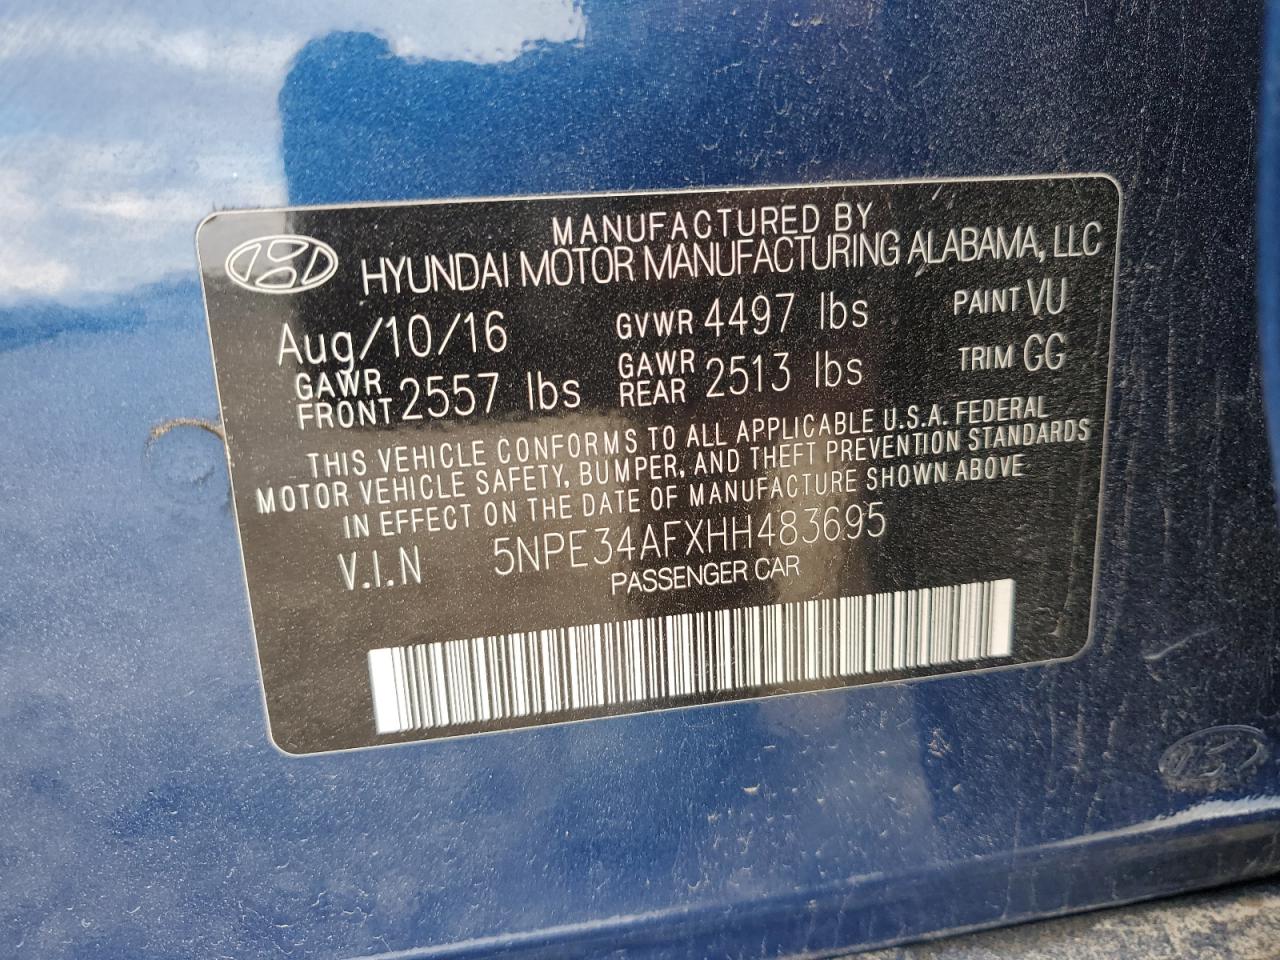 MANUFACTURED BY
HYUNDAI MOTOR MANUFACTURING ALABAMA, LLC
Aug/10/16 GVWR 4497 lbs PAINT VU
GAWR FRONT 2557 lbs GAWR REAR 2513 lbs TRIM GG
THIS VEHICLE CONFORMS TO ALL APPLICABLE U.S.A. FEDERAL
MOTOR VEHICLE SAFETY, BUMPER, AND THEFT PREVENTION STANDARDS
IN EFFECT ON THE DATE OF MANUFACTURE SHOWN ABOVE
V.I.N 5NPE34AFXHH483695
PASSENGER CAR